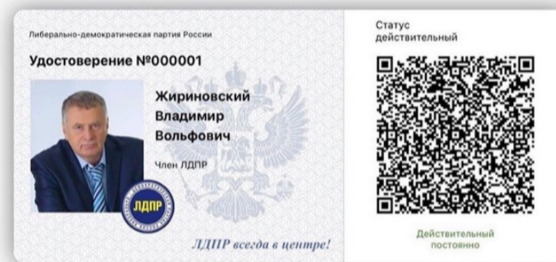 Либерально-демократическая партия России
Удостоверение №000001
Жириновский
Владимир
Вольфович
Член ЛДПР
ЛДПР
ЛДПР всегда в центре!
Статус
действительный
Действительный
постоянно